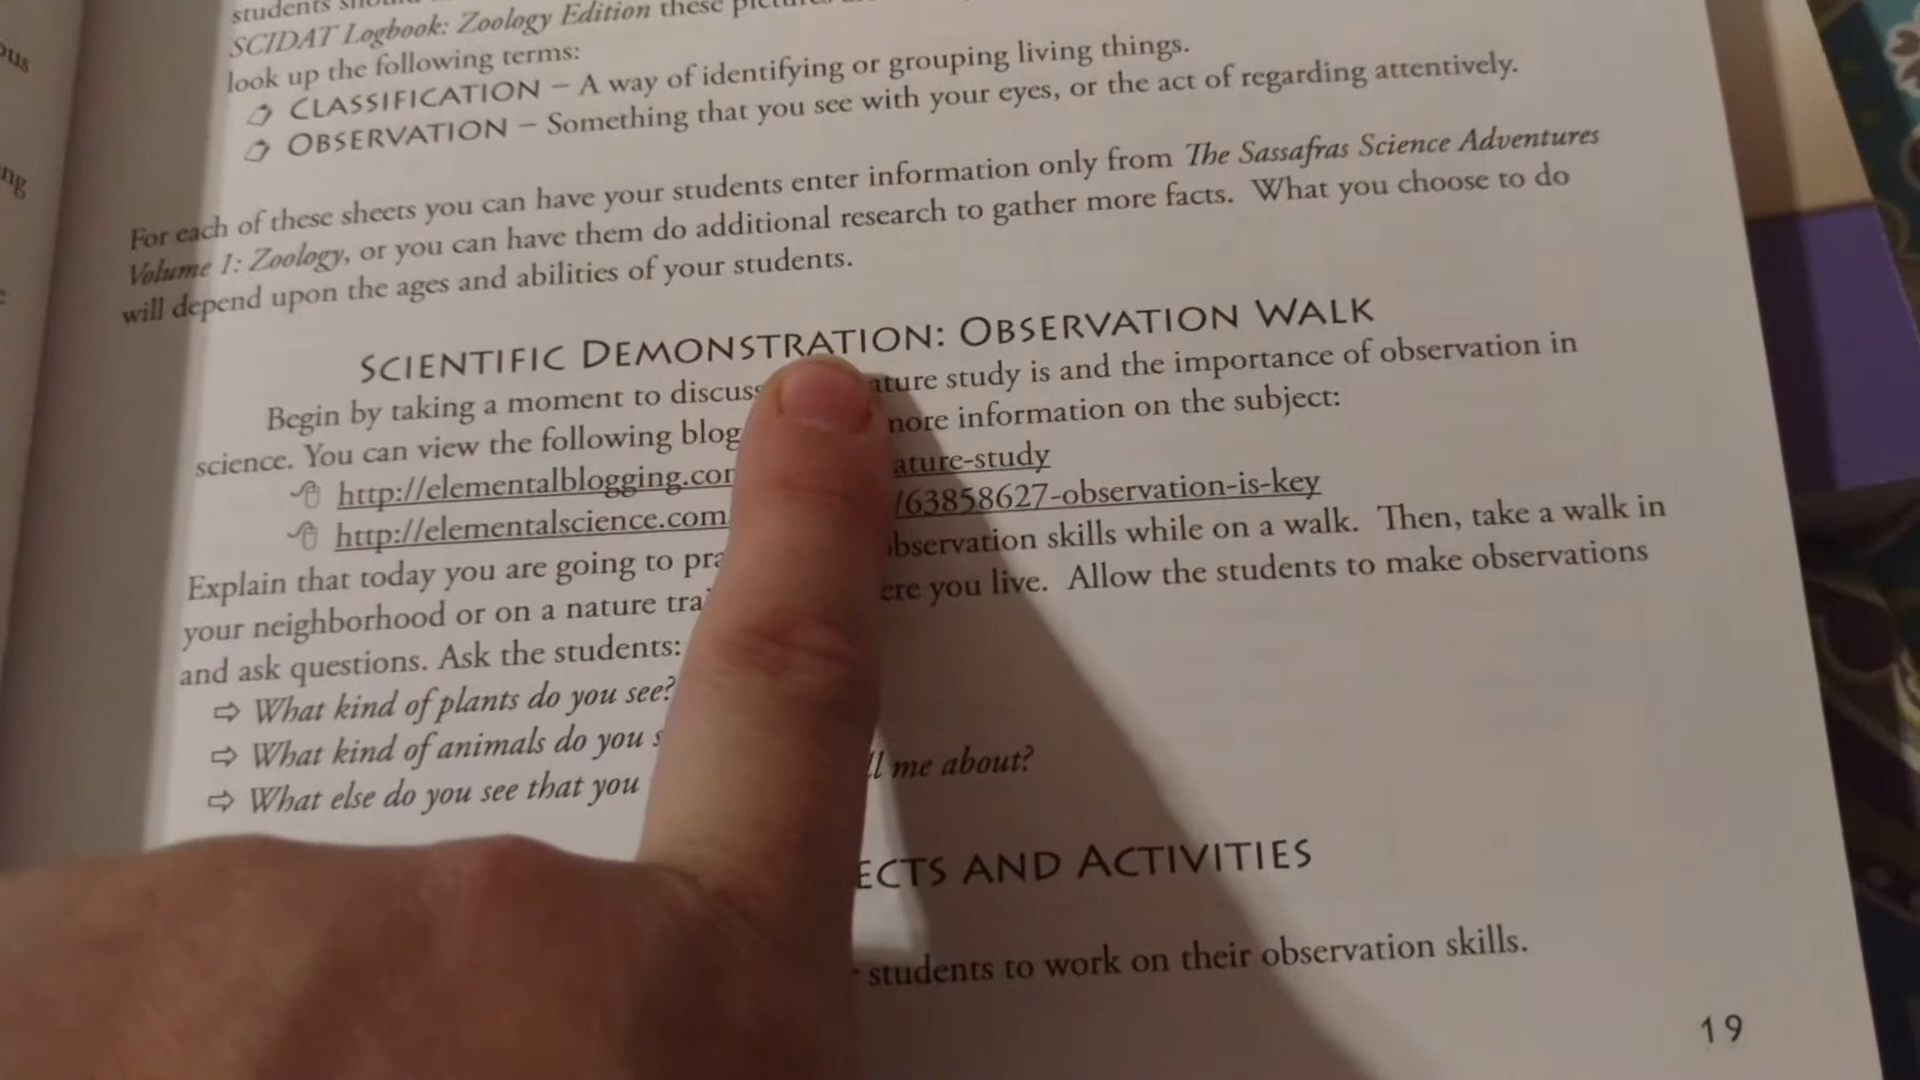 ous
ng
students
SCIDAT Logbook: Zoology Edition these
look up the following terms:
CLASSIFICATION – A way of identifying or grouping living things.
OBSERVATION – Something that you see with your eyes, or the act of regarding attentively.
For each of these sheets you can have your students enter information only from The Sassafras Science Adventures
Volume 1: Zoology, or you can have them do additional research to gather more facts. What you choose to do
will depend upon the ages and abilities of your students.
SCIENTIFIC DEMONSTRATION: OBSERVATION WALK
Begin by taking a moment to discuss ature study is and the importance of observation in
science. You can view the following blog more information on the subject:
http://elementalblogging.com ature-study
http://elementalscience.com /63858627-observation-is-key
Explain that today you are going to pra observation skills while on a walk. Then, take a walk in
your neighborhood or on a nature trai ere you live. Allow the students to make observations
and ask questions. Ask the students:
⇨ What kind of plants do you see?
⇨ What kind of animals do you s
⇨ What else do you see that you ll me about?
ECTS AND ACTIVITIES
students to work on their observation skills.
19